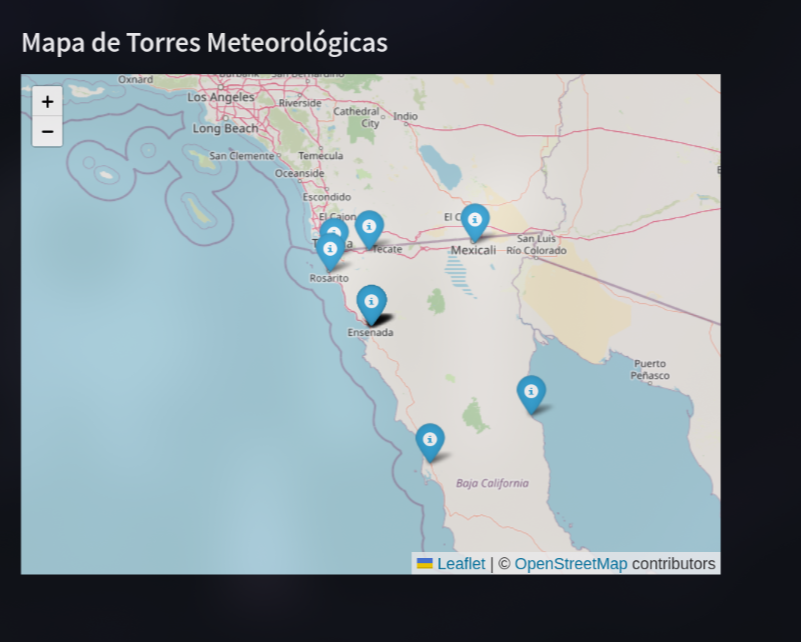 Mapa de Torres Meteorológicas
+
−
Oxnard
Burbank
San Bernardino
Los Angeles
Riverside
Cathedral
City
Indio
Long Beach
San Clemente
Temecula
Oceanside
Escondido
El Cajon
El C
Tecate
Mexicali
San Luis
Río Colorado
Rosarito
Ensenada
Puerto
Peñasco
Baja California
Leaflet | © OpenStreetMap contributors